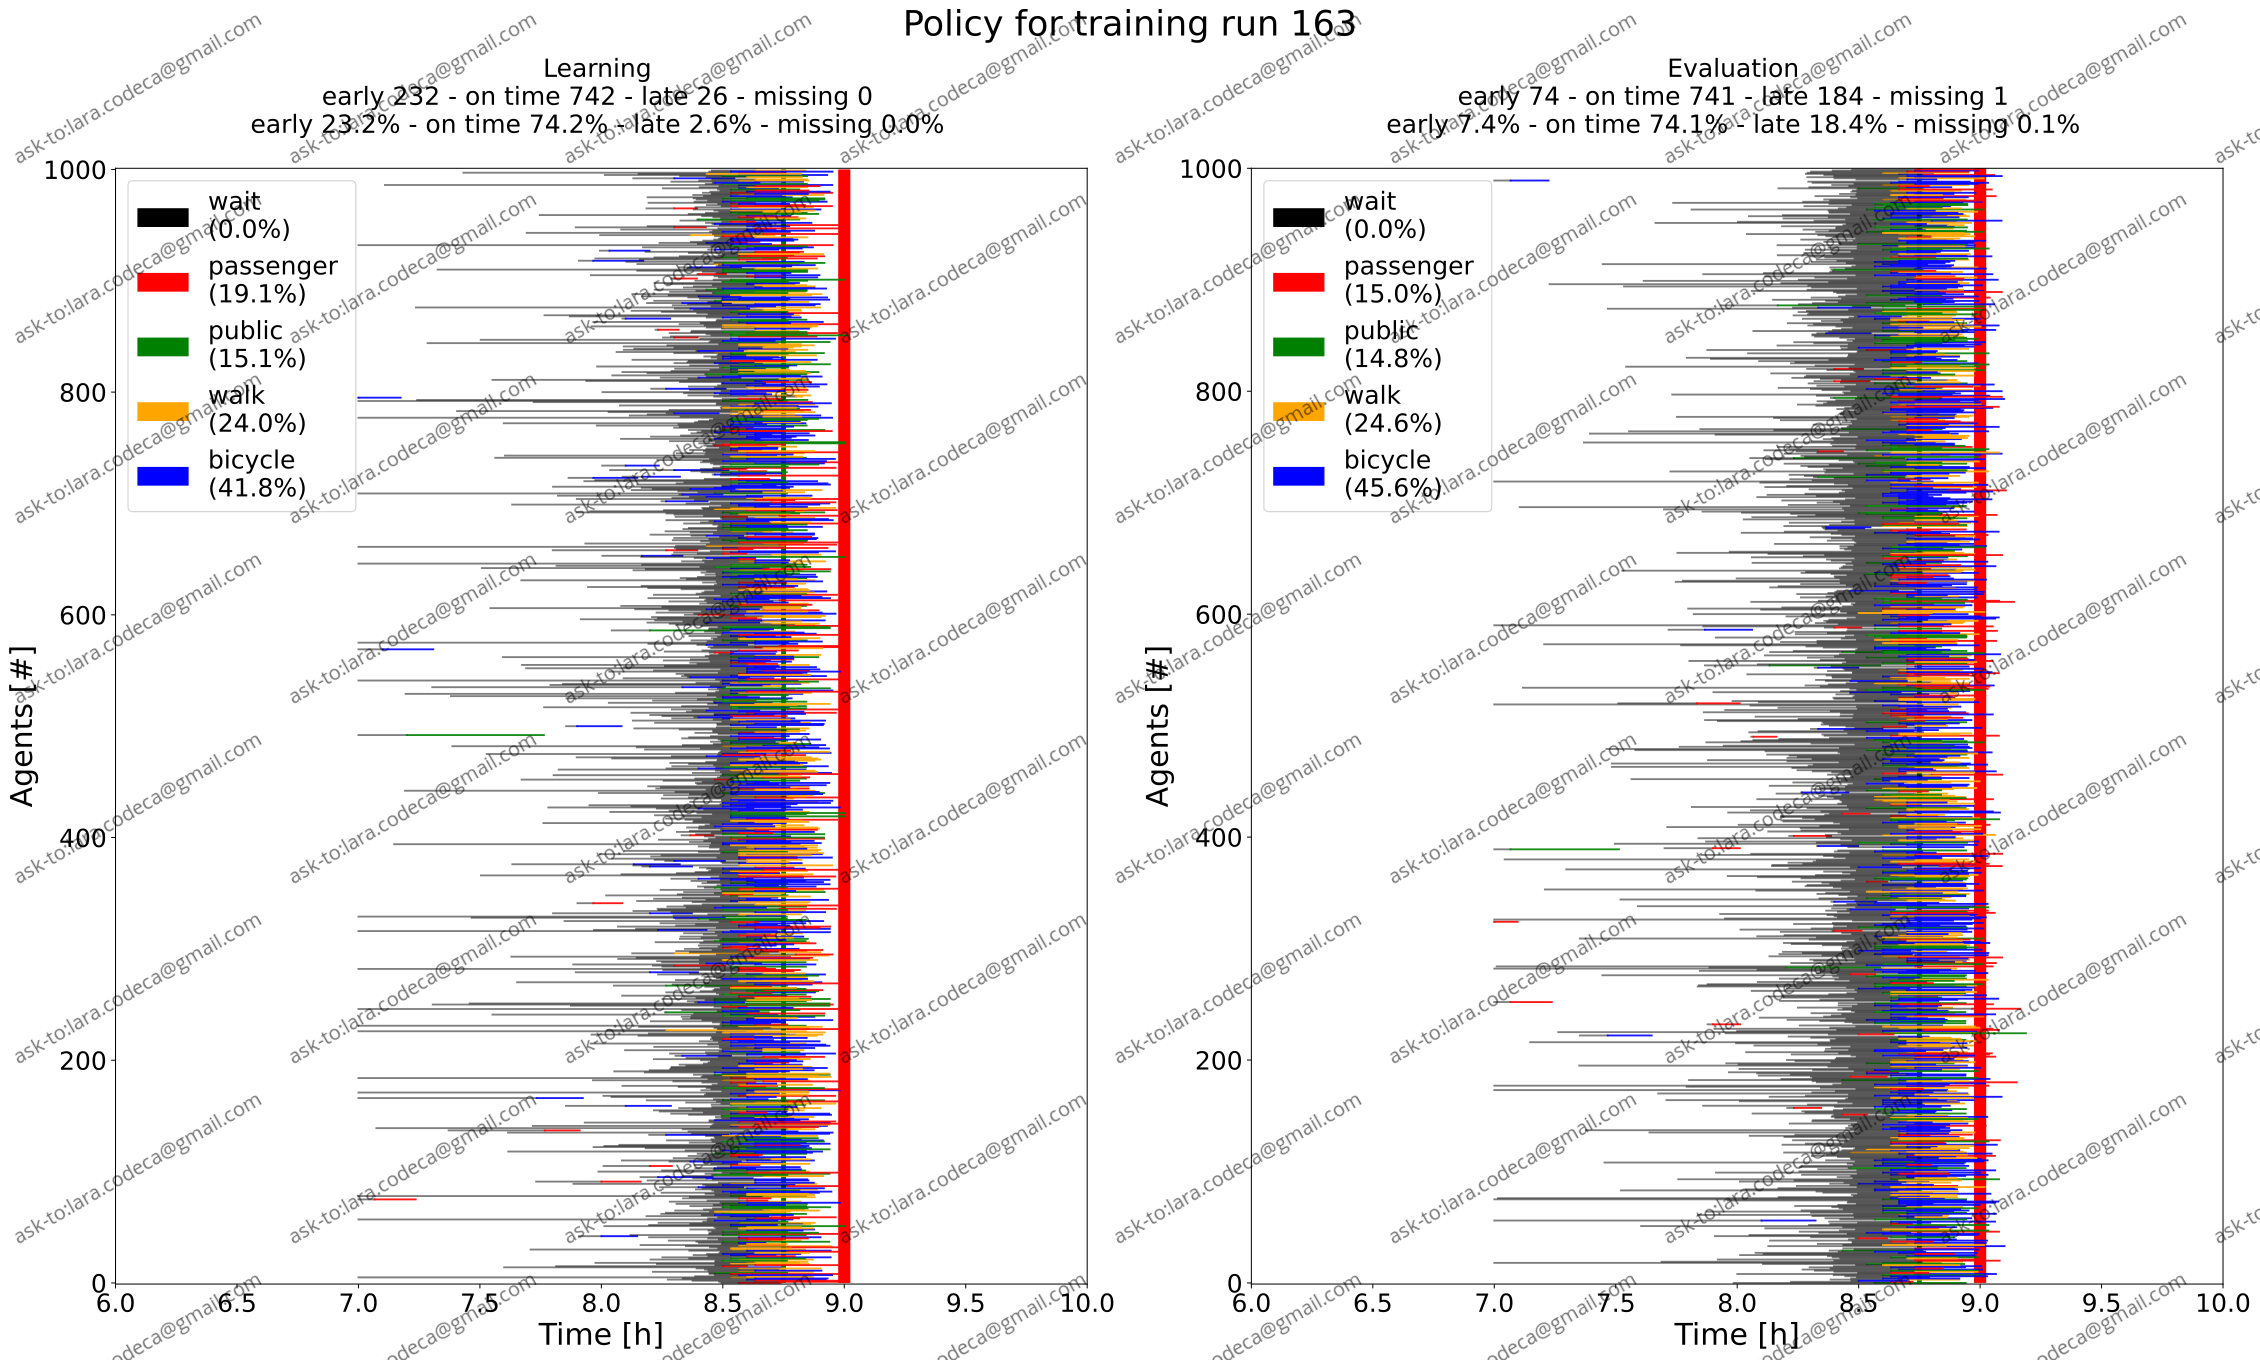 Policy for training run 163
Learning
early 232 - on time 742 - late 26 - missing 0
early 23.2% - on time 74.2% - late 2.6% - missing 0.0%
1000
800
600
400
200
0
Agents [#]
wait
(0.0%)
passenger
(19.1%)
public
(15.1%)
walk
(24.0%)
bicycle
(41.8%)
6.0 6.5 7.0 7.5 8.0 8.5 9.0 9.5 10.0
Time [h]
Evaluation
early 74 - on time 741 - late 184 - missing 1
early 7.4% - on time 74.1% - late 18.4% - missing 0.1%
1000
800
600
400
200
0
Agents [#]
wait
(0.0%)
passenger
(15.0%)
public
(14.8%)
walk
(24.6%)
bicycle
(45.6%)
6.0 6.5 7.0 7.5 8.0 8.5 9.0 9.5 10.0
Time [h]
ask-to:lara.codeca@gmail.com